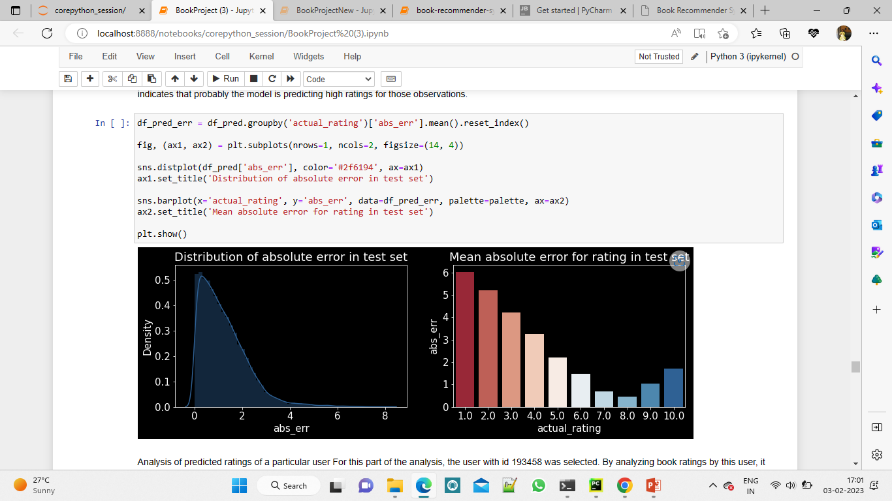 corepython_session/
BookProject (3) - Jupyt
BookProjectNew - Jup
book-recommender-s
Get started | PyCharm
Book Recommender S
localhost:8888/notebooks/corepython_session/BookProject%20(3).ipynb
File Edit View Insert Cell Kernel Widgets Help
Not Trusted
Python 3 (ipykernel)
Run
Code
indicates that probably the model is predicting high ratings for those observations.
In [ ]:
df_pred_err = df_pred.groupby('actual_rating')['abs_err'].mean().reset_index()
fig, (ax1, ax2) = plt.subplots(nrows=1, ncols=2, figsize=(14, 4))
sns.distplot(df_pred['abs_err'], color='#2f6194', ax=ax1)
ax1.set_title('Distribution of absolute error in test set')
sns.barplot(x='actual_rating', y='abs_err', data=df_pred_err, palette=palette, ax=ax2)
ax2.set_title('Mean absolute error for rating in test set')
plt.show()
Distribution of absolute error in test set
Density
0.5
0.4
0.3
0.2
0.1
0.0
0 2 4 6 8
abs_err
Mean absolute error for rating in test set
abs_err
6
5
4
3
2
1
0
1.0 2.0 3.0 4.0 5.0 6.0 7.0 8.0 9.0 10.0
actual_rating
Analysis of predicted ratings of a particular user For this part of the analysis, the user with id 193458 was selected. By analyzing book ratings by this user, it
27°C
Sunny
Search
ENG
IN
17:01
03-02-2023